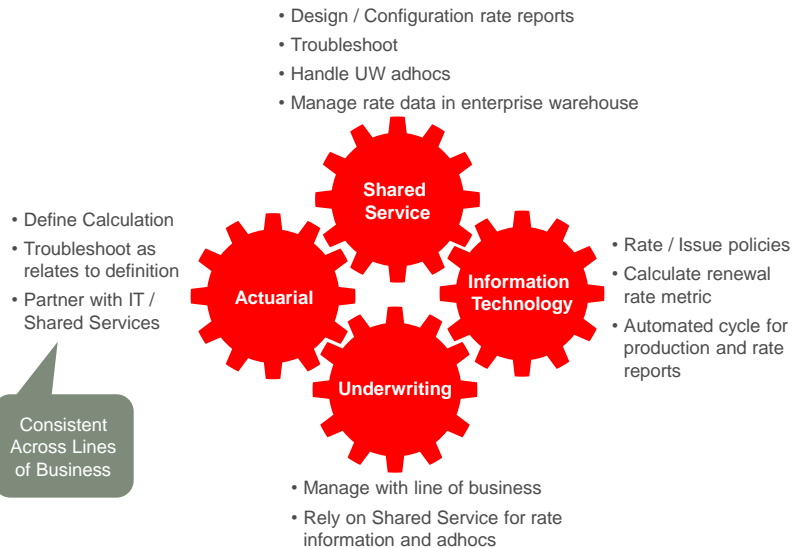 • Design / Configuration rate reports
• Troubleshoot
• Handle UW adhocs
• Manage rate data in enterprise warehouse
Shared
Service
• Define Calculation
• Troubleshoot as
relates to definition
• Partner with IT /
Shared Services
Actuarial
Information
Technology
• Rate / Issue policies
• Calculate renewal
rate metric
• Automated cycle for
production and rate
reports
Underwriting
Consistent
Across Lines
of Business
• Manage with line of business
• Rely on Shared Service for rate
information and adhocs